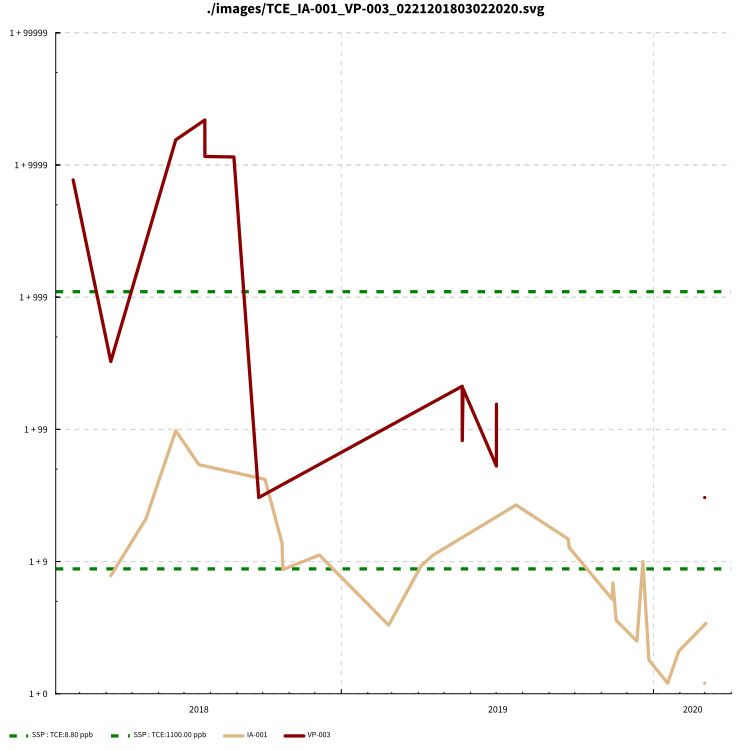 ./images/TCE_IA-001_VP-003_0221201803022020.svg
1+99999
1+9999
1+999
1+99
1+9
1+0
2018 2019 2020
SSP : TCE:8.80 ppb SSP : TCE:1100.00 ppb IA-001 VP-003